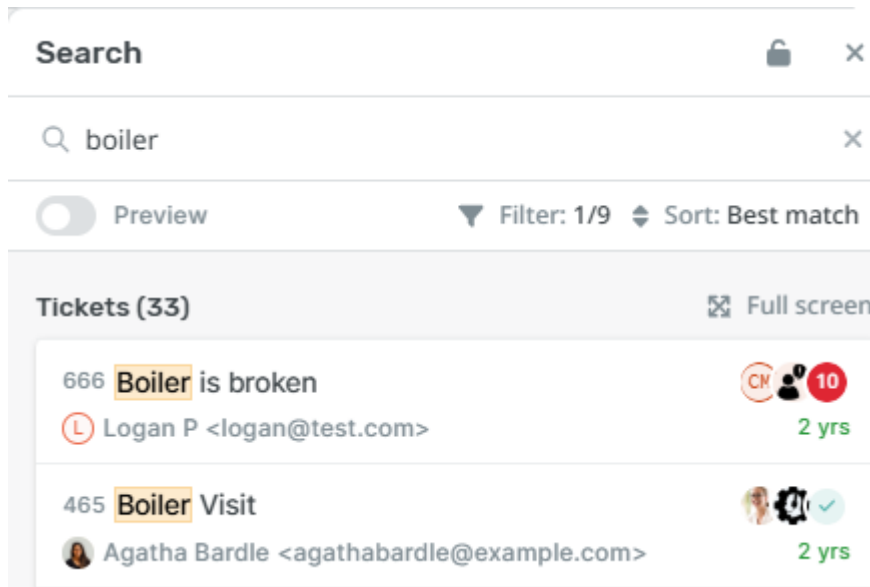 Search
boiler
Preview Filter: 1/9 Sort: Best match
Tickets (33) Full screen
666 Boiler is broken CM 10
L Logan P <logan@test.com> 2 yrs
465 Boiler Visit
Agatha Bardle <agathabardle@example.com> 2 yrs